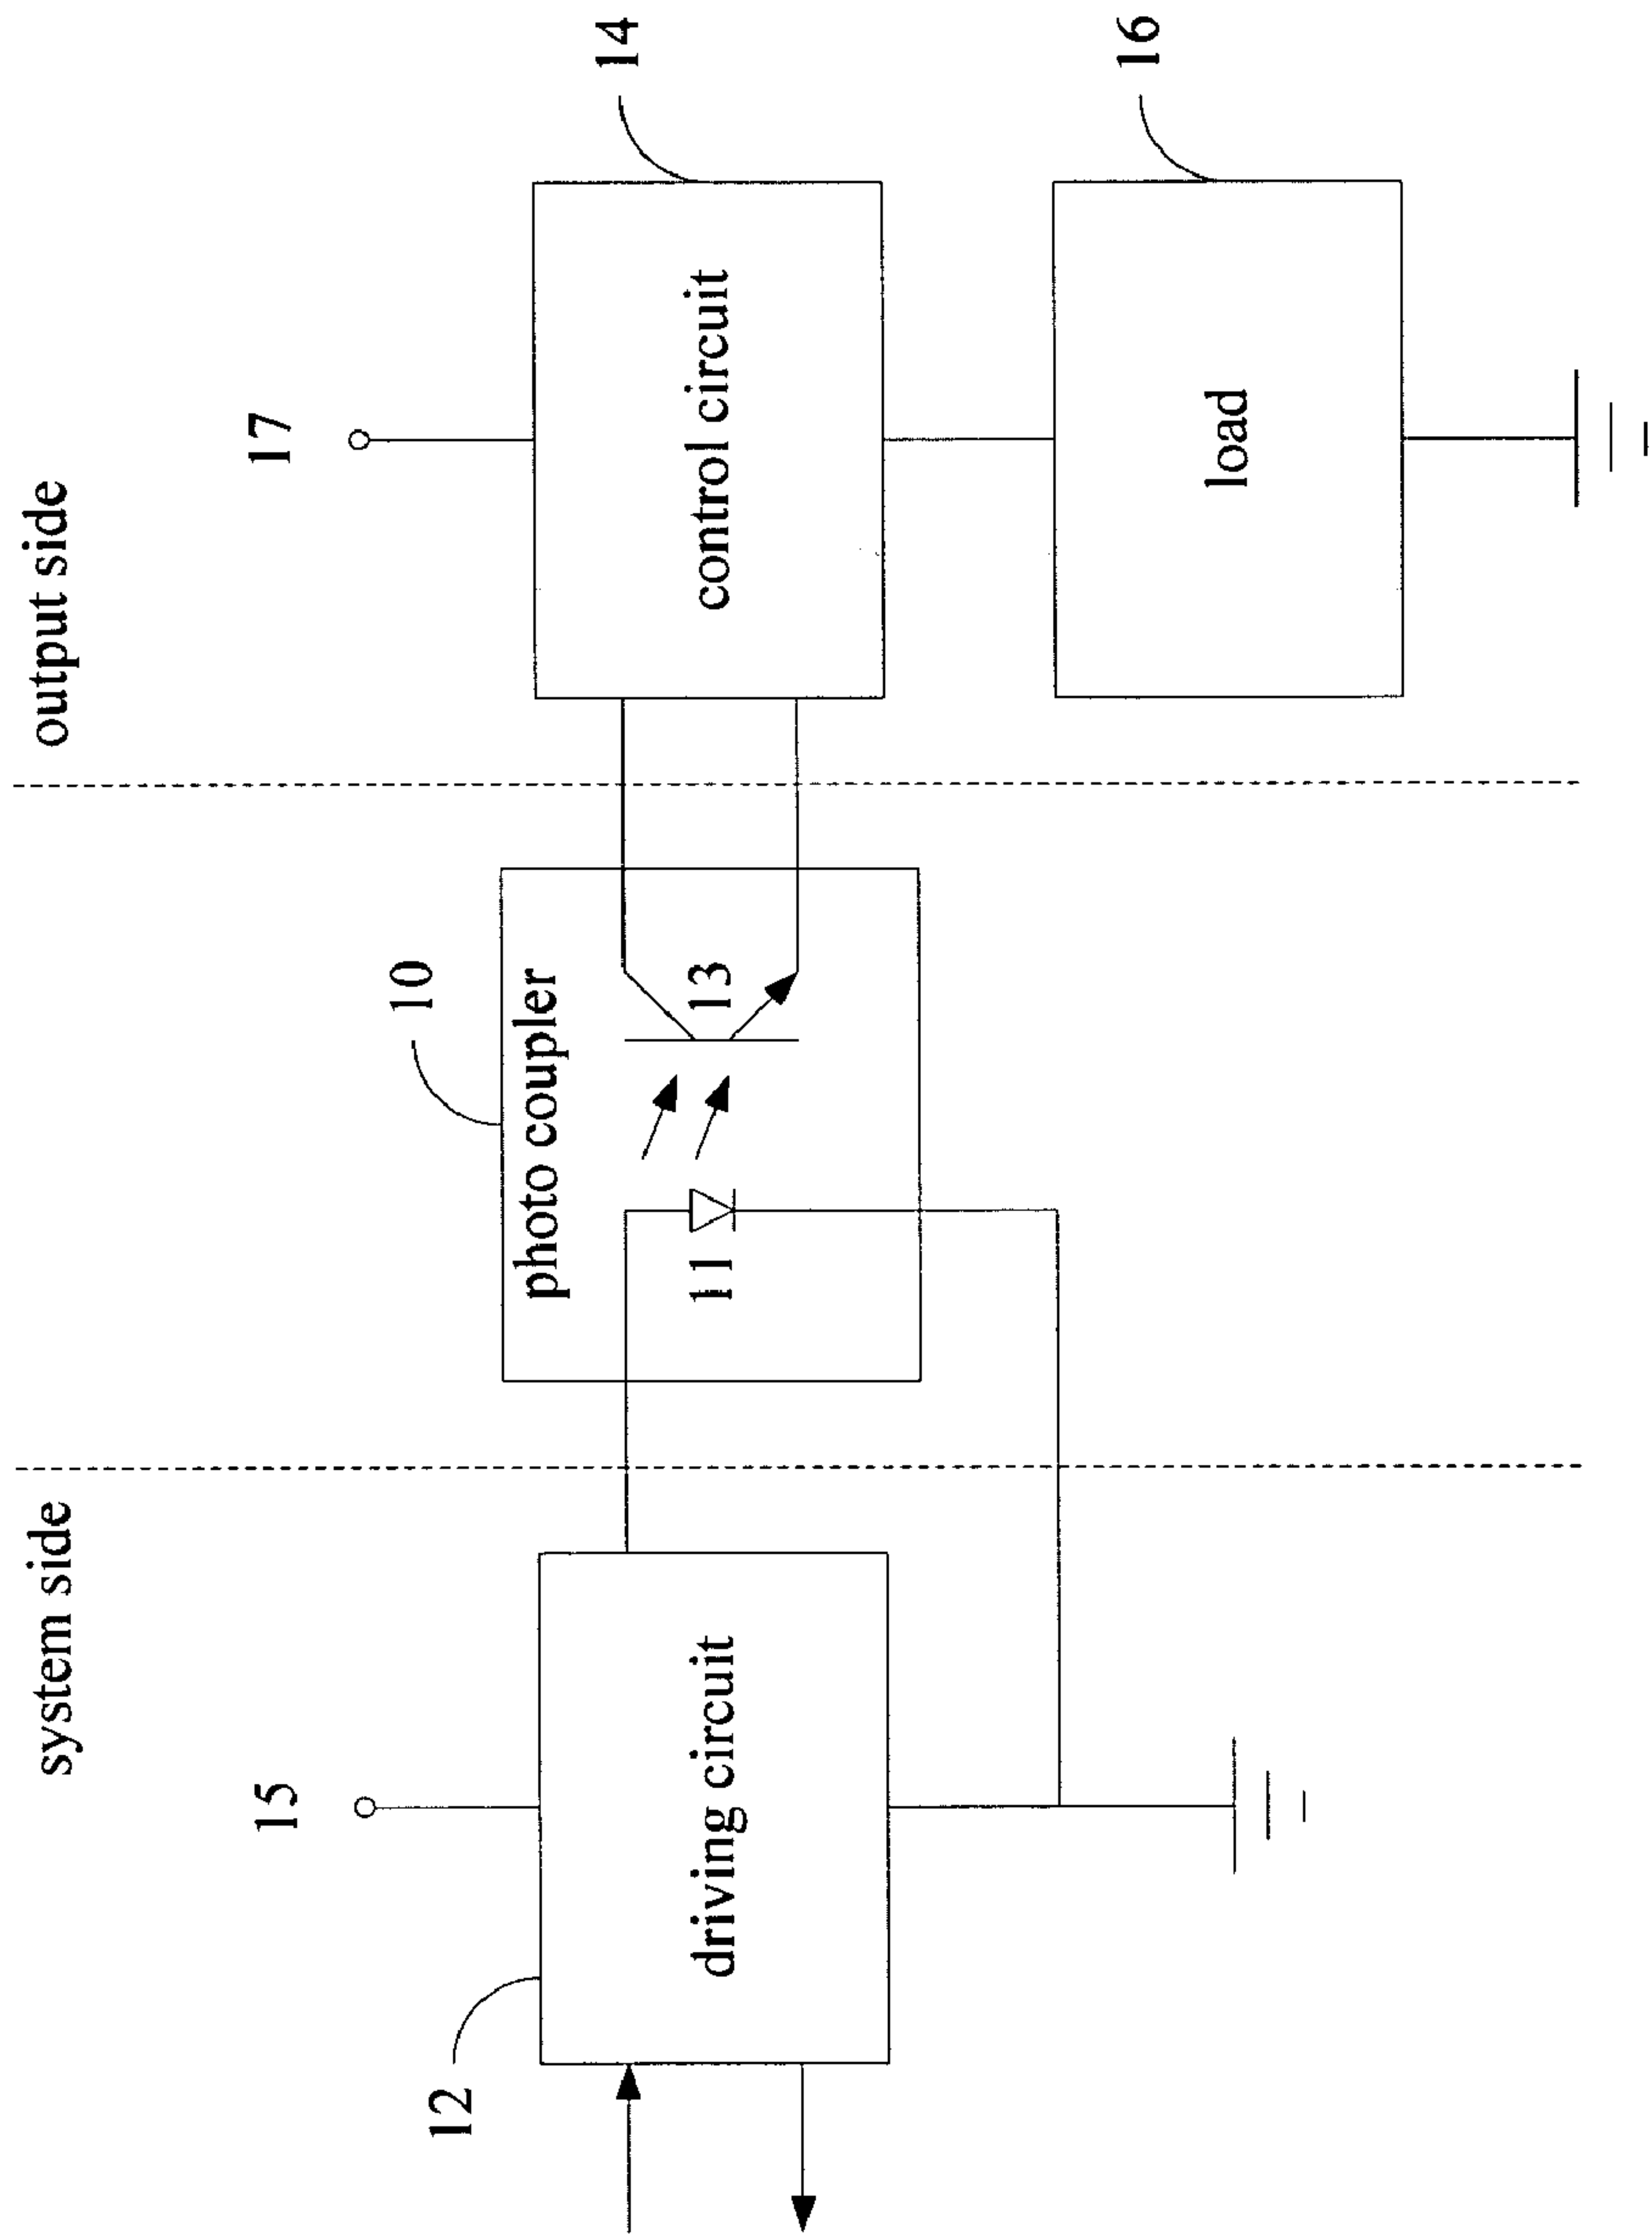 system side
output side
15
17
12
driving circuit
10
photo coupler
11
13
14
control circuit
16
load